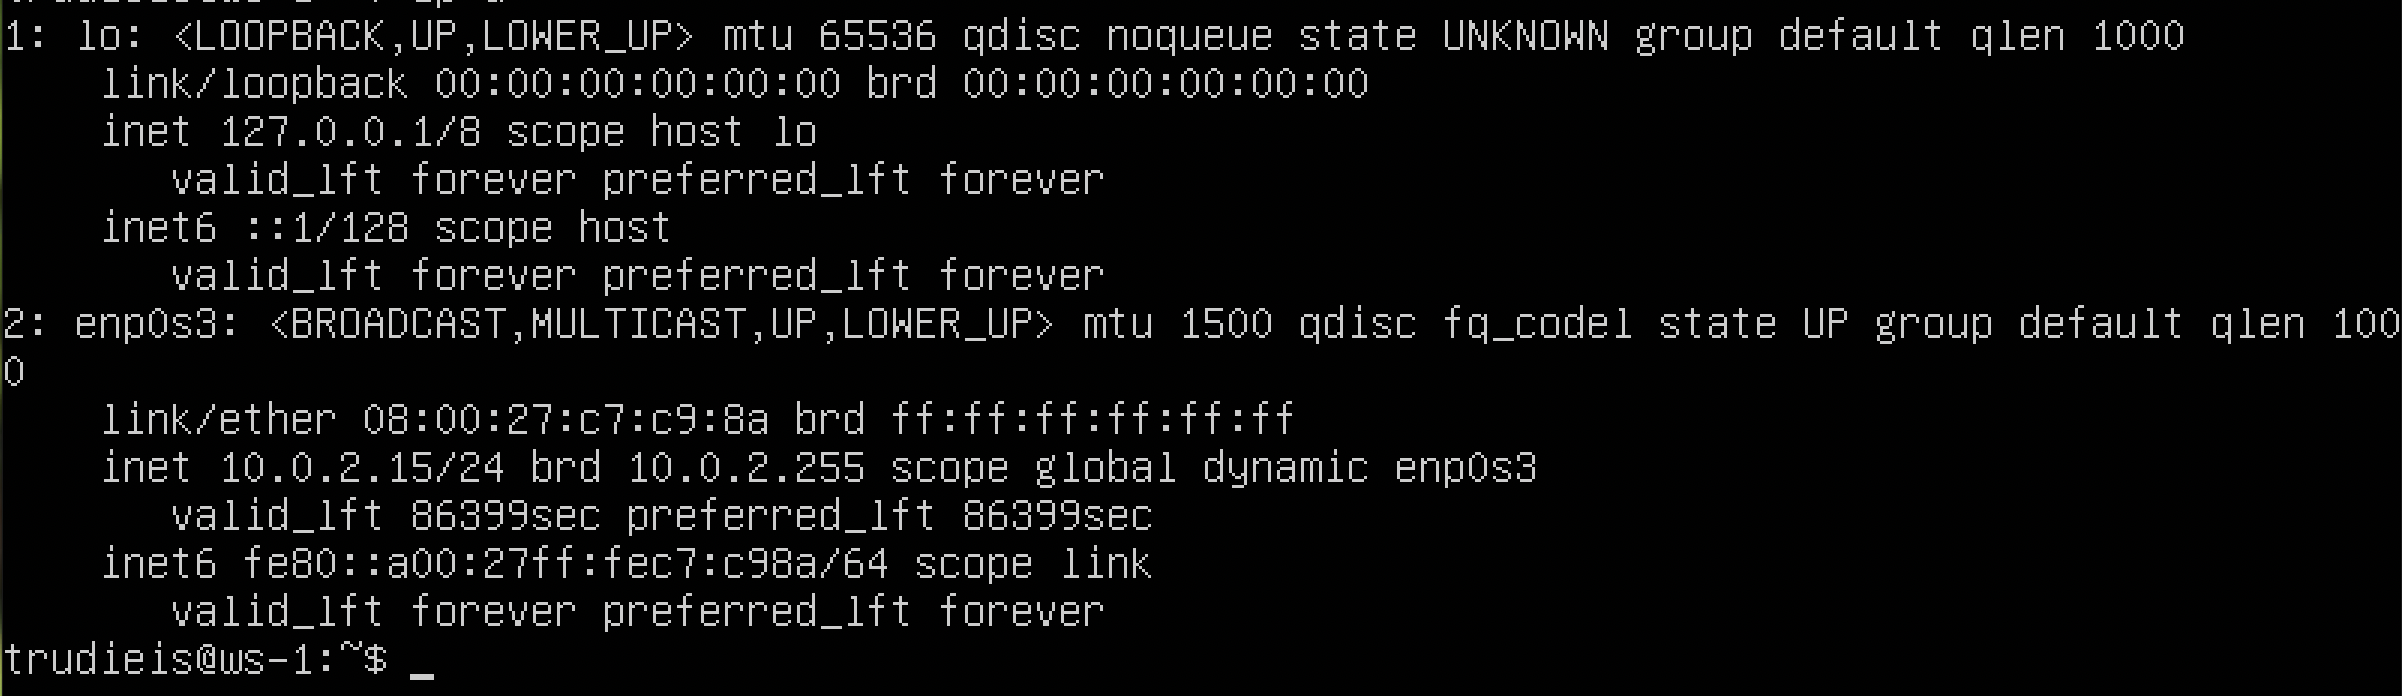 1: lo: <LOOPBACK,UP,LOWER_UP> mtu 65536 qdisc noqueue state UNKNOWN group default qlen 1000
    link/loopback 00:00:00:00:00:00 brd 00:00:00:00:00:00
    inet 127.0.0.1/8 scope host lo
       valid_lft forever preferred_lft forever
    inet6 ::1/128 scope host
       valid_lft forever preferred_lft forever
2: enp0s3: <BROADCAST,MULTICAST,UP,LOWER_UP> mtu 1500 qdisc fq_codel state UP group default qlen 100
0
    link/ether 08:00:27:c7:c9:8a brd ff:ff:ff:ff:ff:ff
    inet 10.0.2.15/24 brd 10.0.2.255 scope global dynamic enp0s3
       valid_lft 86399sec preferred_lft 86399sec
    inet6 fe80::a00:27ff:fec7:c98a/64 scope link
       valid_lft forever preferred_lft forever
trudieis@ws-1:~$ _